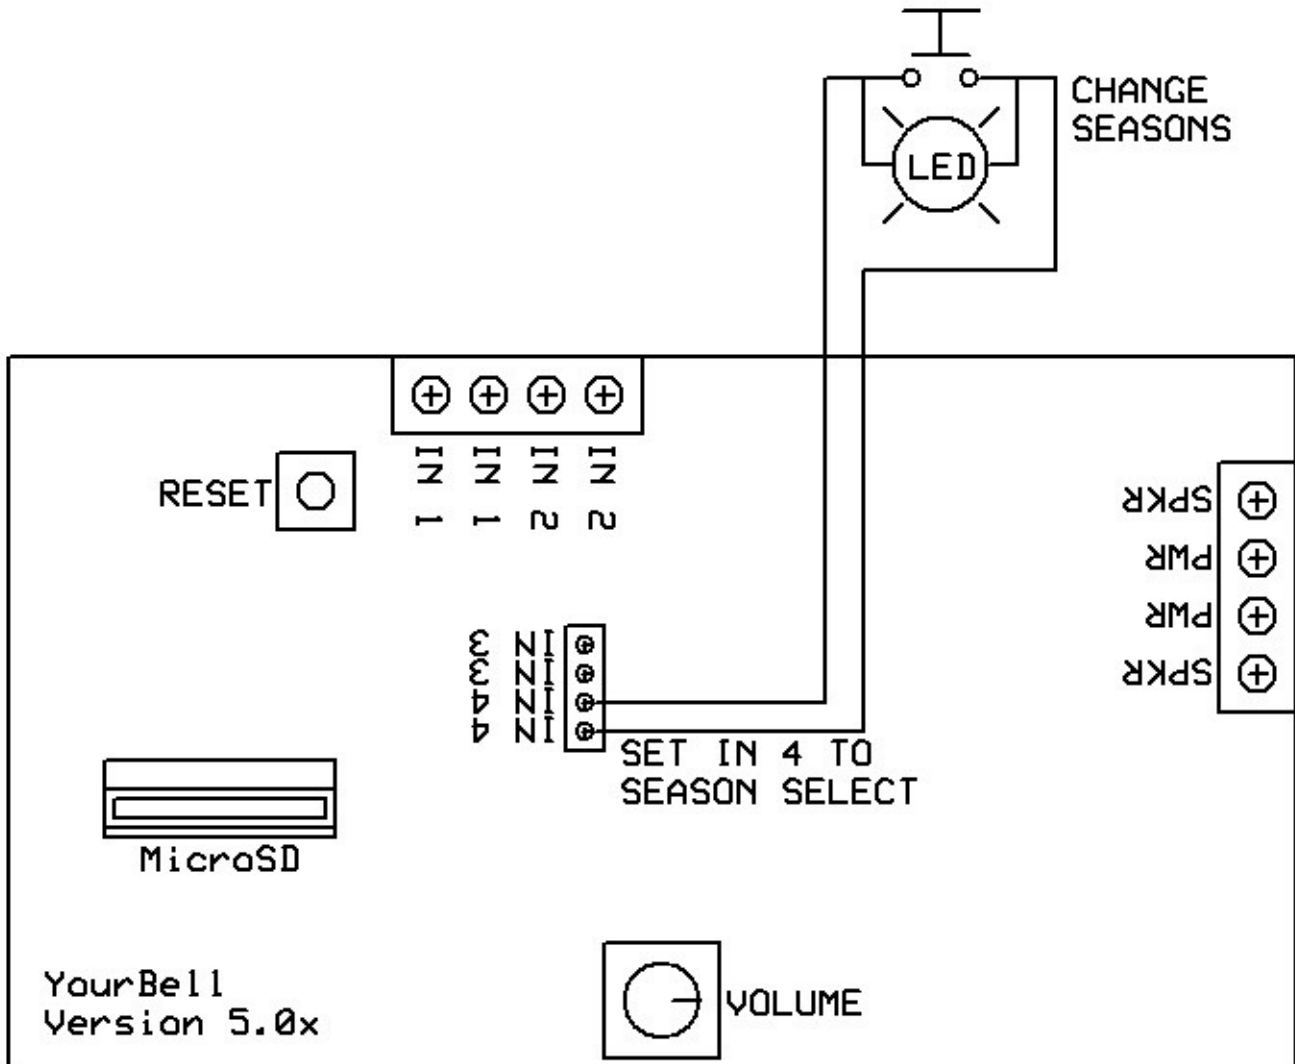 CHANGE
SEASONS
LED
IN 1
IN 1
IN 2
IN 2
RESET
SPKR
PWR
PWR
SPKR
IN 3
IN 3
IN 4
IN 4
SET IN 4 TO
SEASON SELECT
MicroSD
YourBell
Version 5.0x
VOLUME